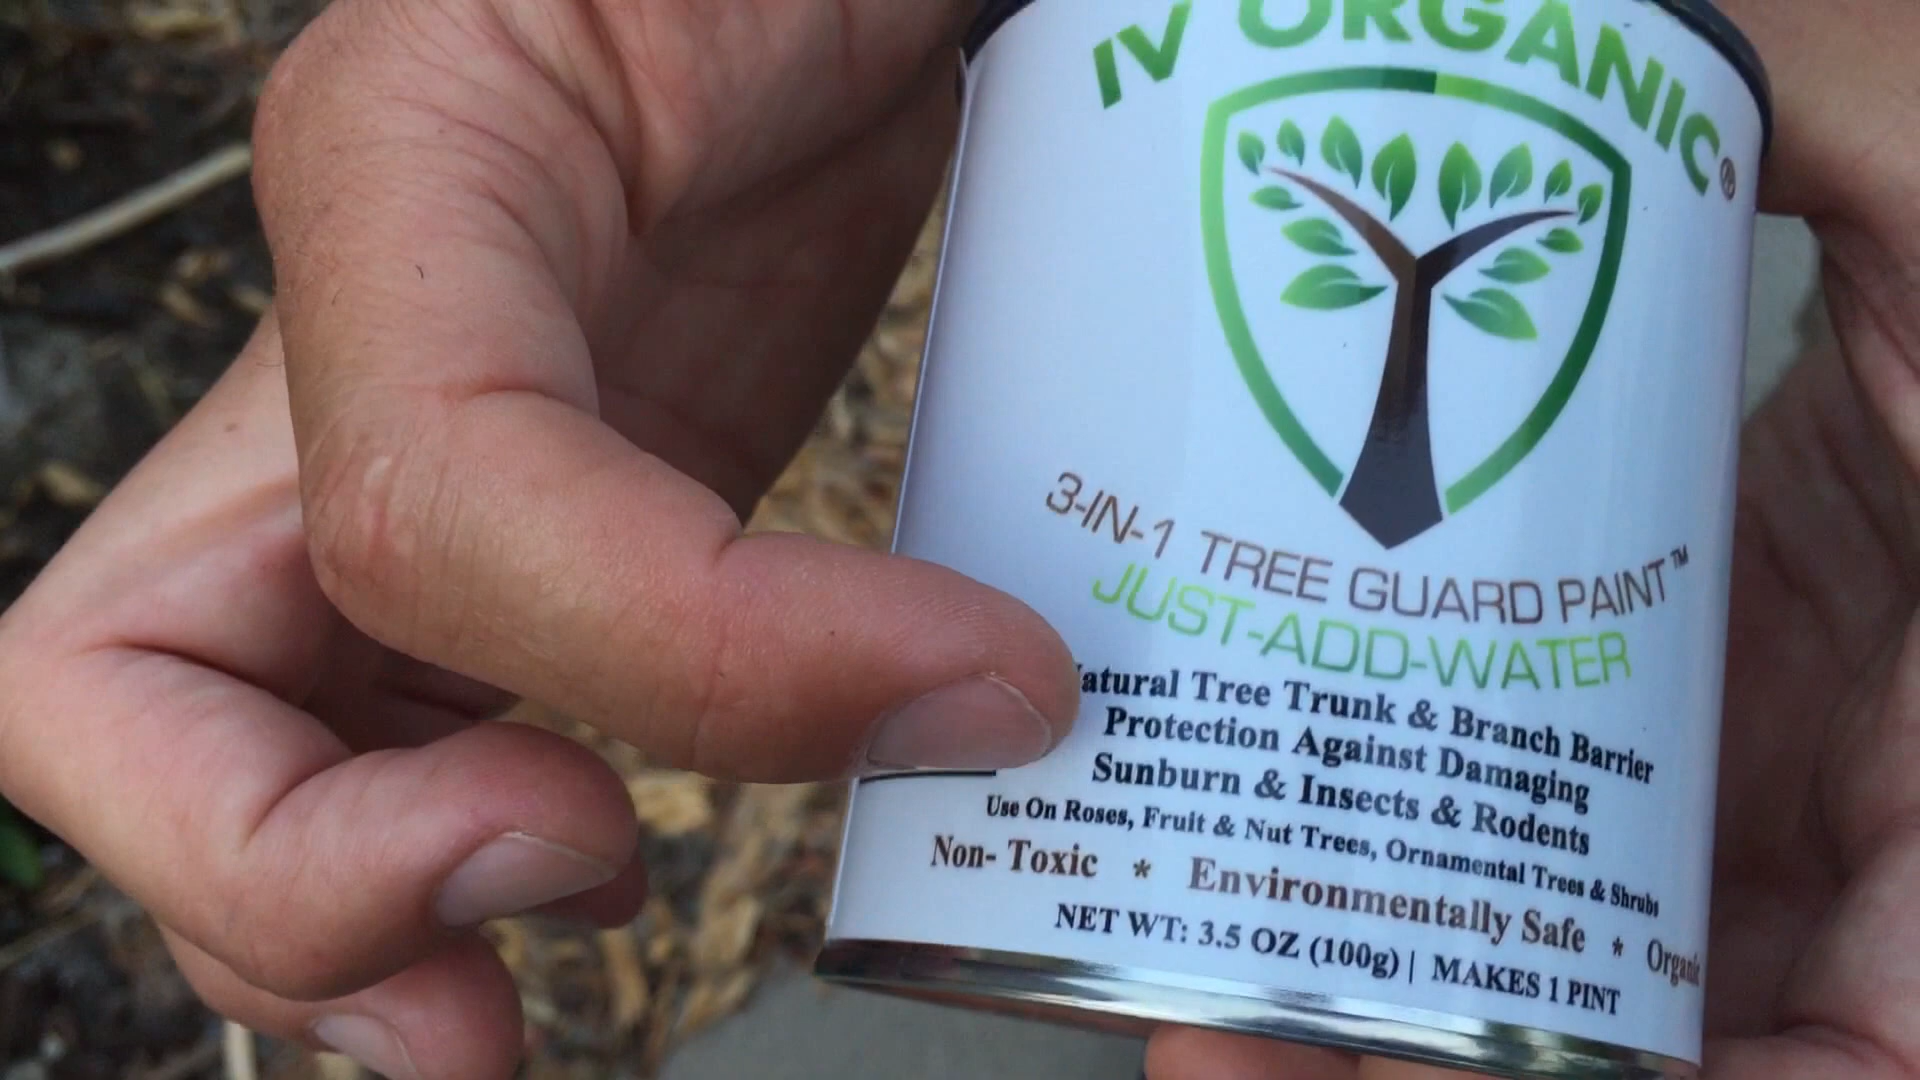 IV ORGANIC®
3-IN-1 TREE GUARD PAINT™
JUST-ADD-WATER
atural Tree Trunk & Branch Barrier
Protection Against Damaging
Sunburn & Insects & Rodents
Use On Roses, Fruit & Nut Trees, Ornamental Trees & Shrubs
Non- Toxic * Environmentally Safe * Organic
NET WT: 3.5 OZ (100g) | MAKES 1 PINT